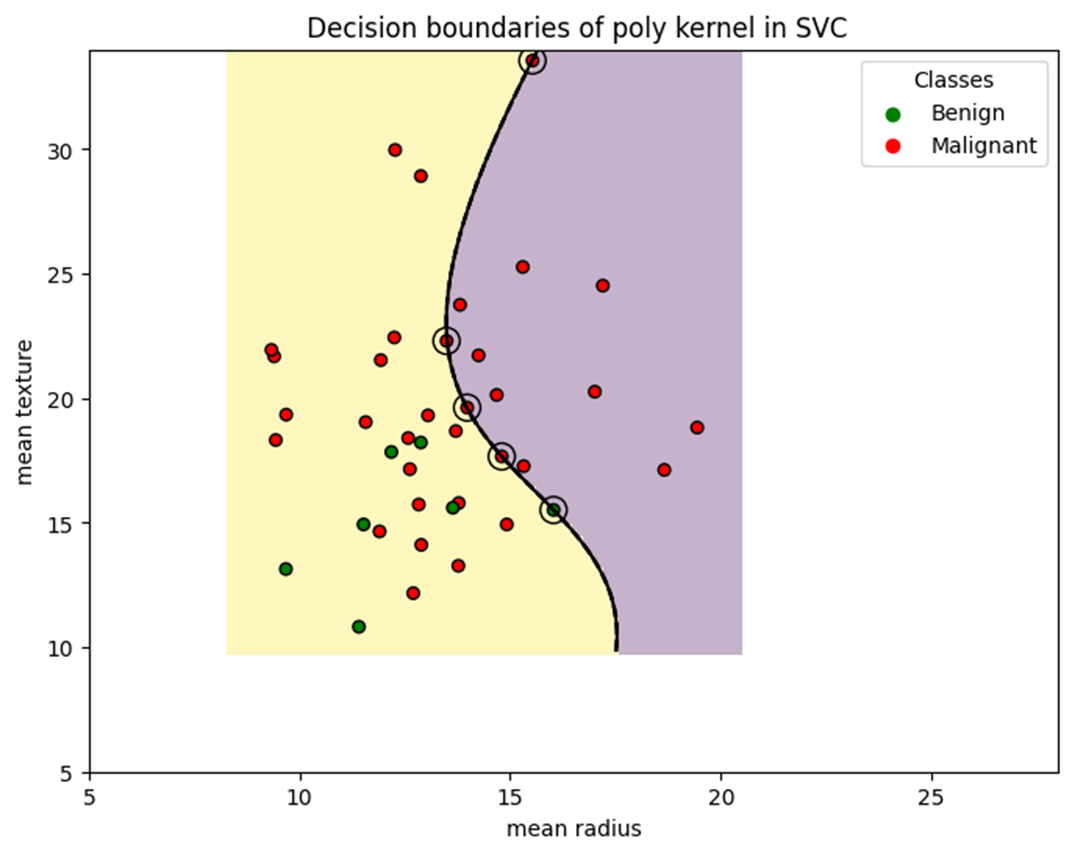 Decision boundaries of poly kernel in SVC
Classes
Benign
Malignant
30
25
20
15
10
5
mean texture
5 10 15 20 25
mean radius